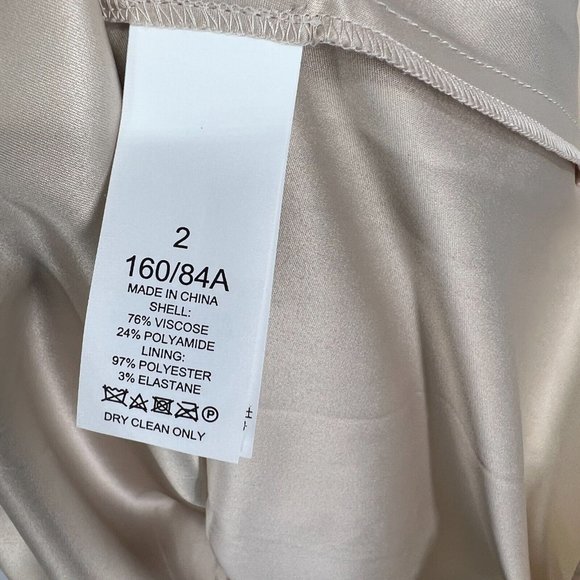 2
160/84A
MADE IN CHINA
SHELL:
76% VISCOSE
24% POLYAMIDE
LINING:
97% POLYESTER
3% ELASTANE
P
DRY CLEAN ONLY